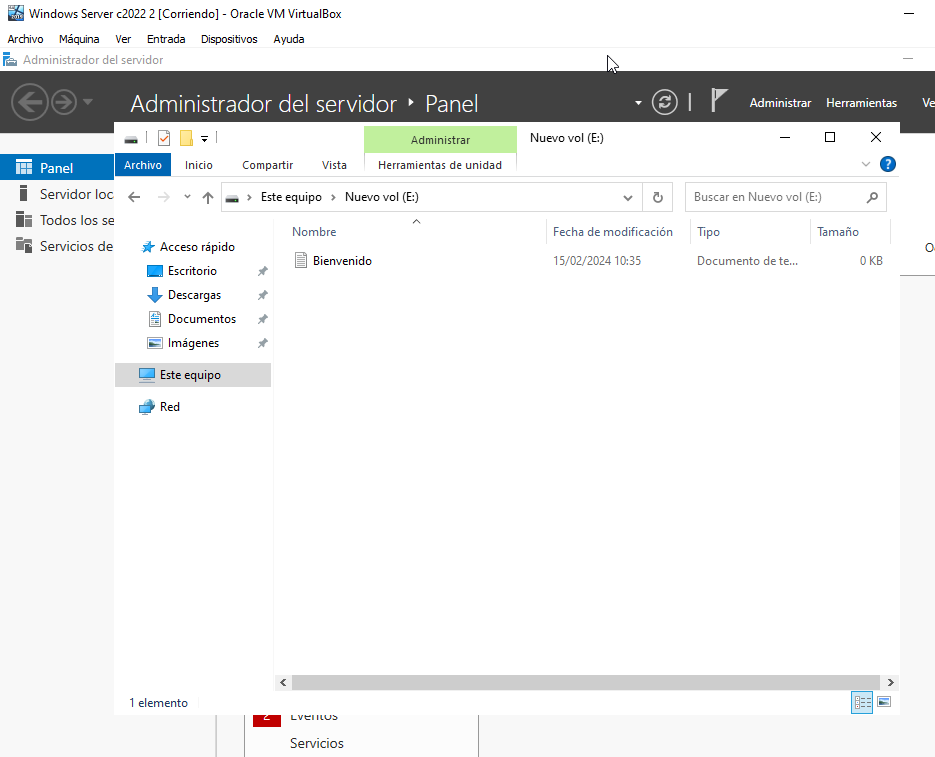 Windows Server c2022 2 [Corriendo] - Oracle VM VirtualBox
Archivo Máquina Ver Entrada Dispositivos Ayuda
Administrador del servidor
Administrador del servidor Panel Administrar Herramientas
Administrar Nuevo vol (E:)
Archivo Inicio Compartir Vista Herramientas de unidad
Este equipo Nuevo vol (E:) Buscar en Nuevo vol (E:)
Panel
Servidor loc
Todos los se
Servicios de
Nombre Fecha de modificación Tipo Tamaño
Bienvenido 15/02/2024 10:35 Documento de te... 0 KB
Acceso rápido
Escritorio
Descargas
Documentos
Imágenes
Este equipo
Red
1 elemento
2 Eventos
Servicios